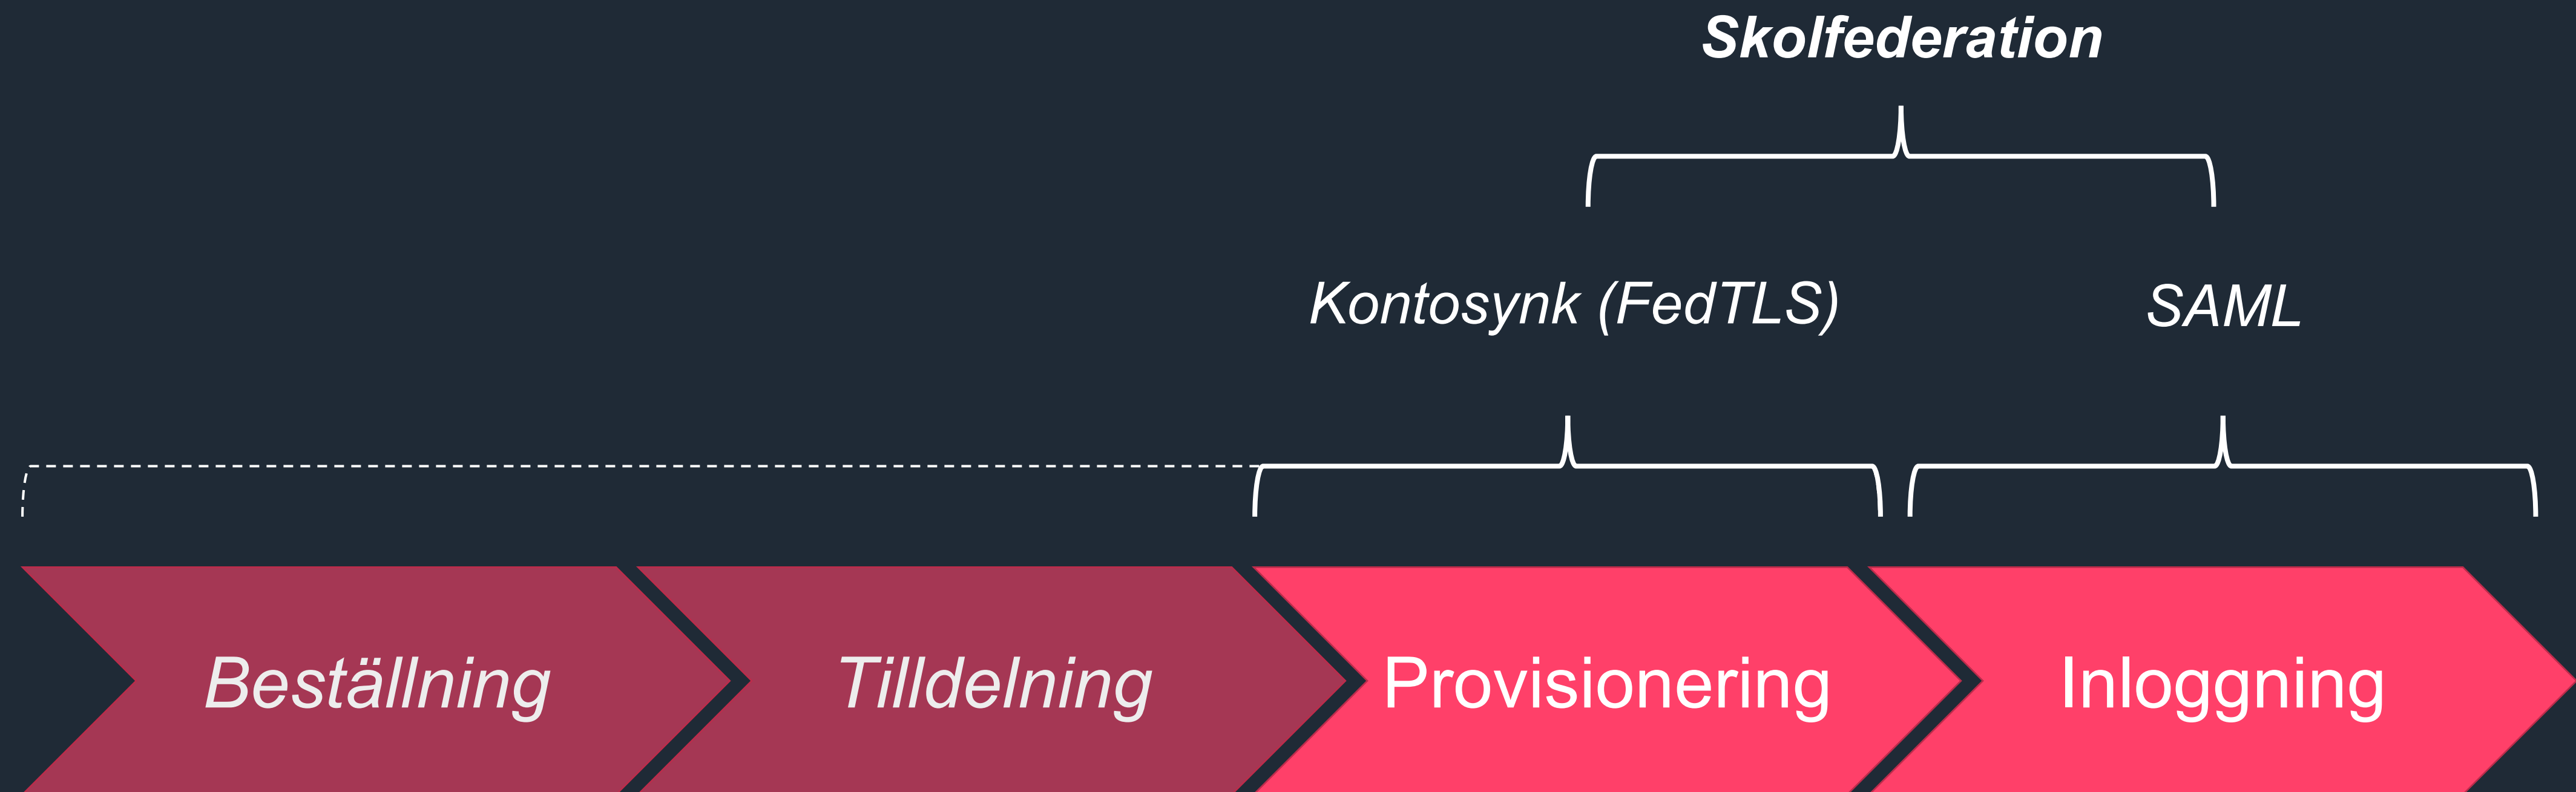 Skolfederation
Kontosynk (FedTLS)
SAML
Beställning
Tilldelning
Provisionering
Inloggning